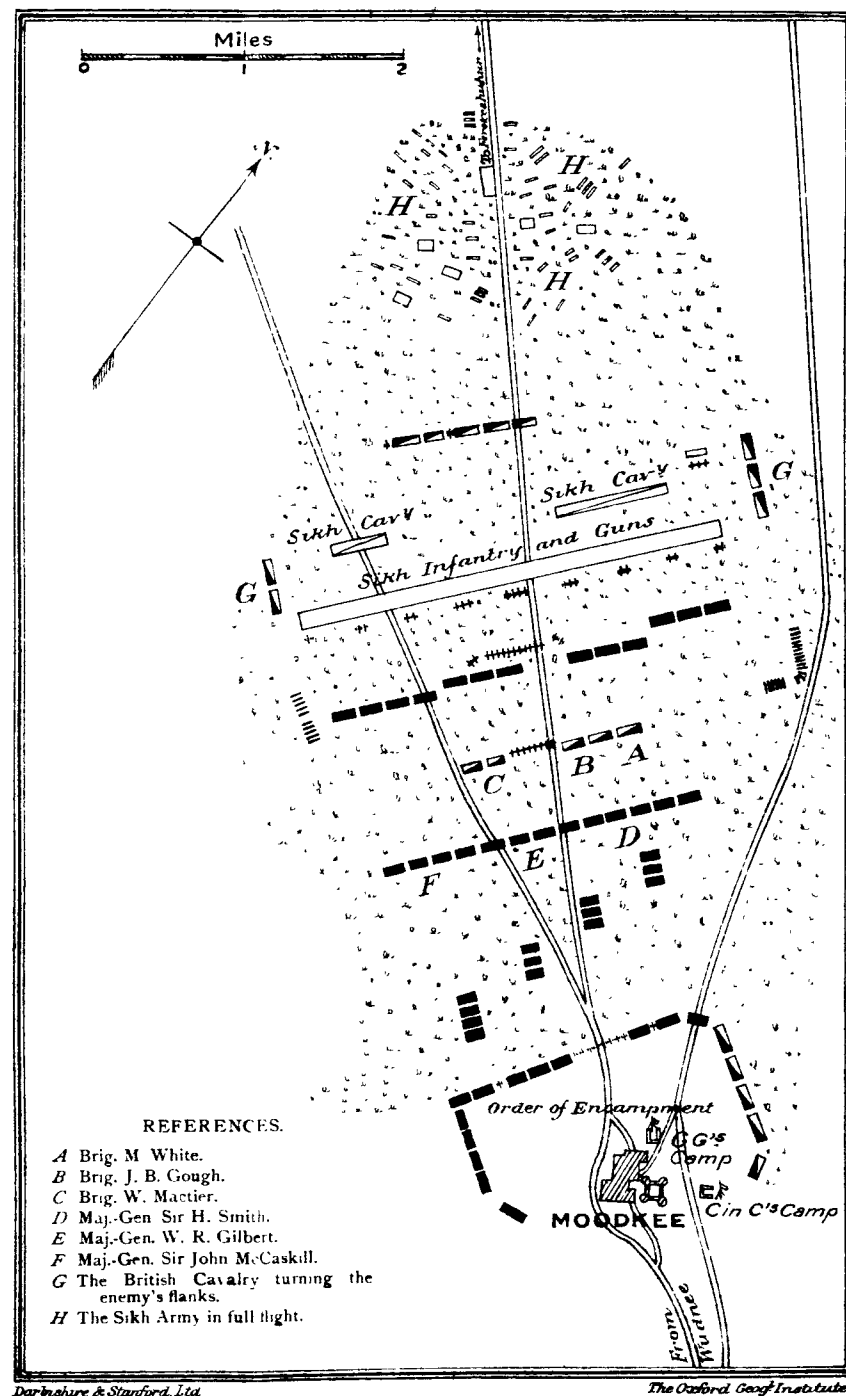 Miles
0 1 2
N
To Ferozeshuhur
H
H
H
Sikh Cavy
G
Sikh Cavy
Sikh Infantry and Guns
G
A
B
C
D
E
F
Order of Encampment
G G's
Camp
C in C's Camp
MOODKEE
From
REFERENCES.
A Brig. M White.
B Brig. J. B. Gough.
C Brig. W. Mactier.
D Maj.-Gen Sir H. Smith.
E Maj.-Gen. W. R. Gilbert.
F Maj.-Gen. Sir John McCaskill.
G The British Cavalry turning the
enemy's flanks.
H The Sikh Army in full flight.
Darbishire & Stanford, Ltd
The Oxford Geogl Institute